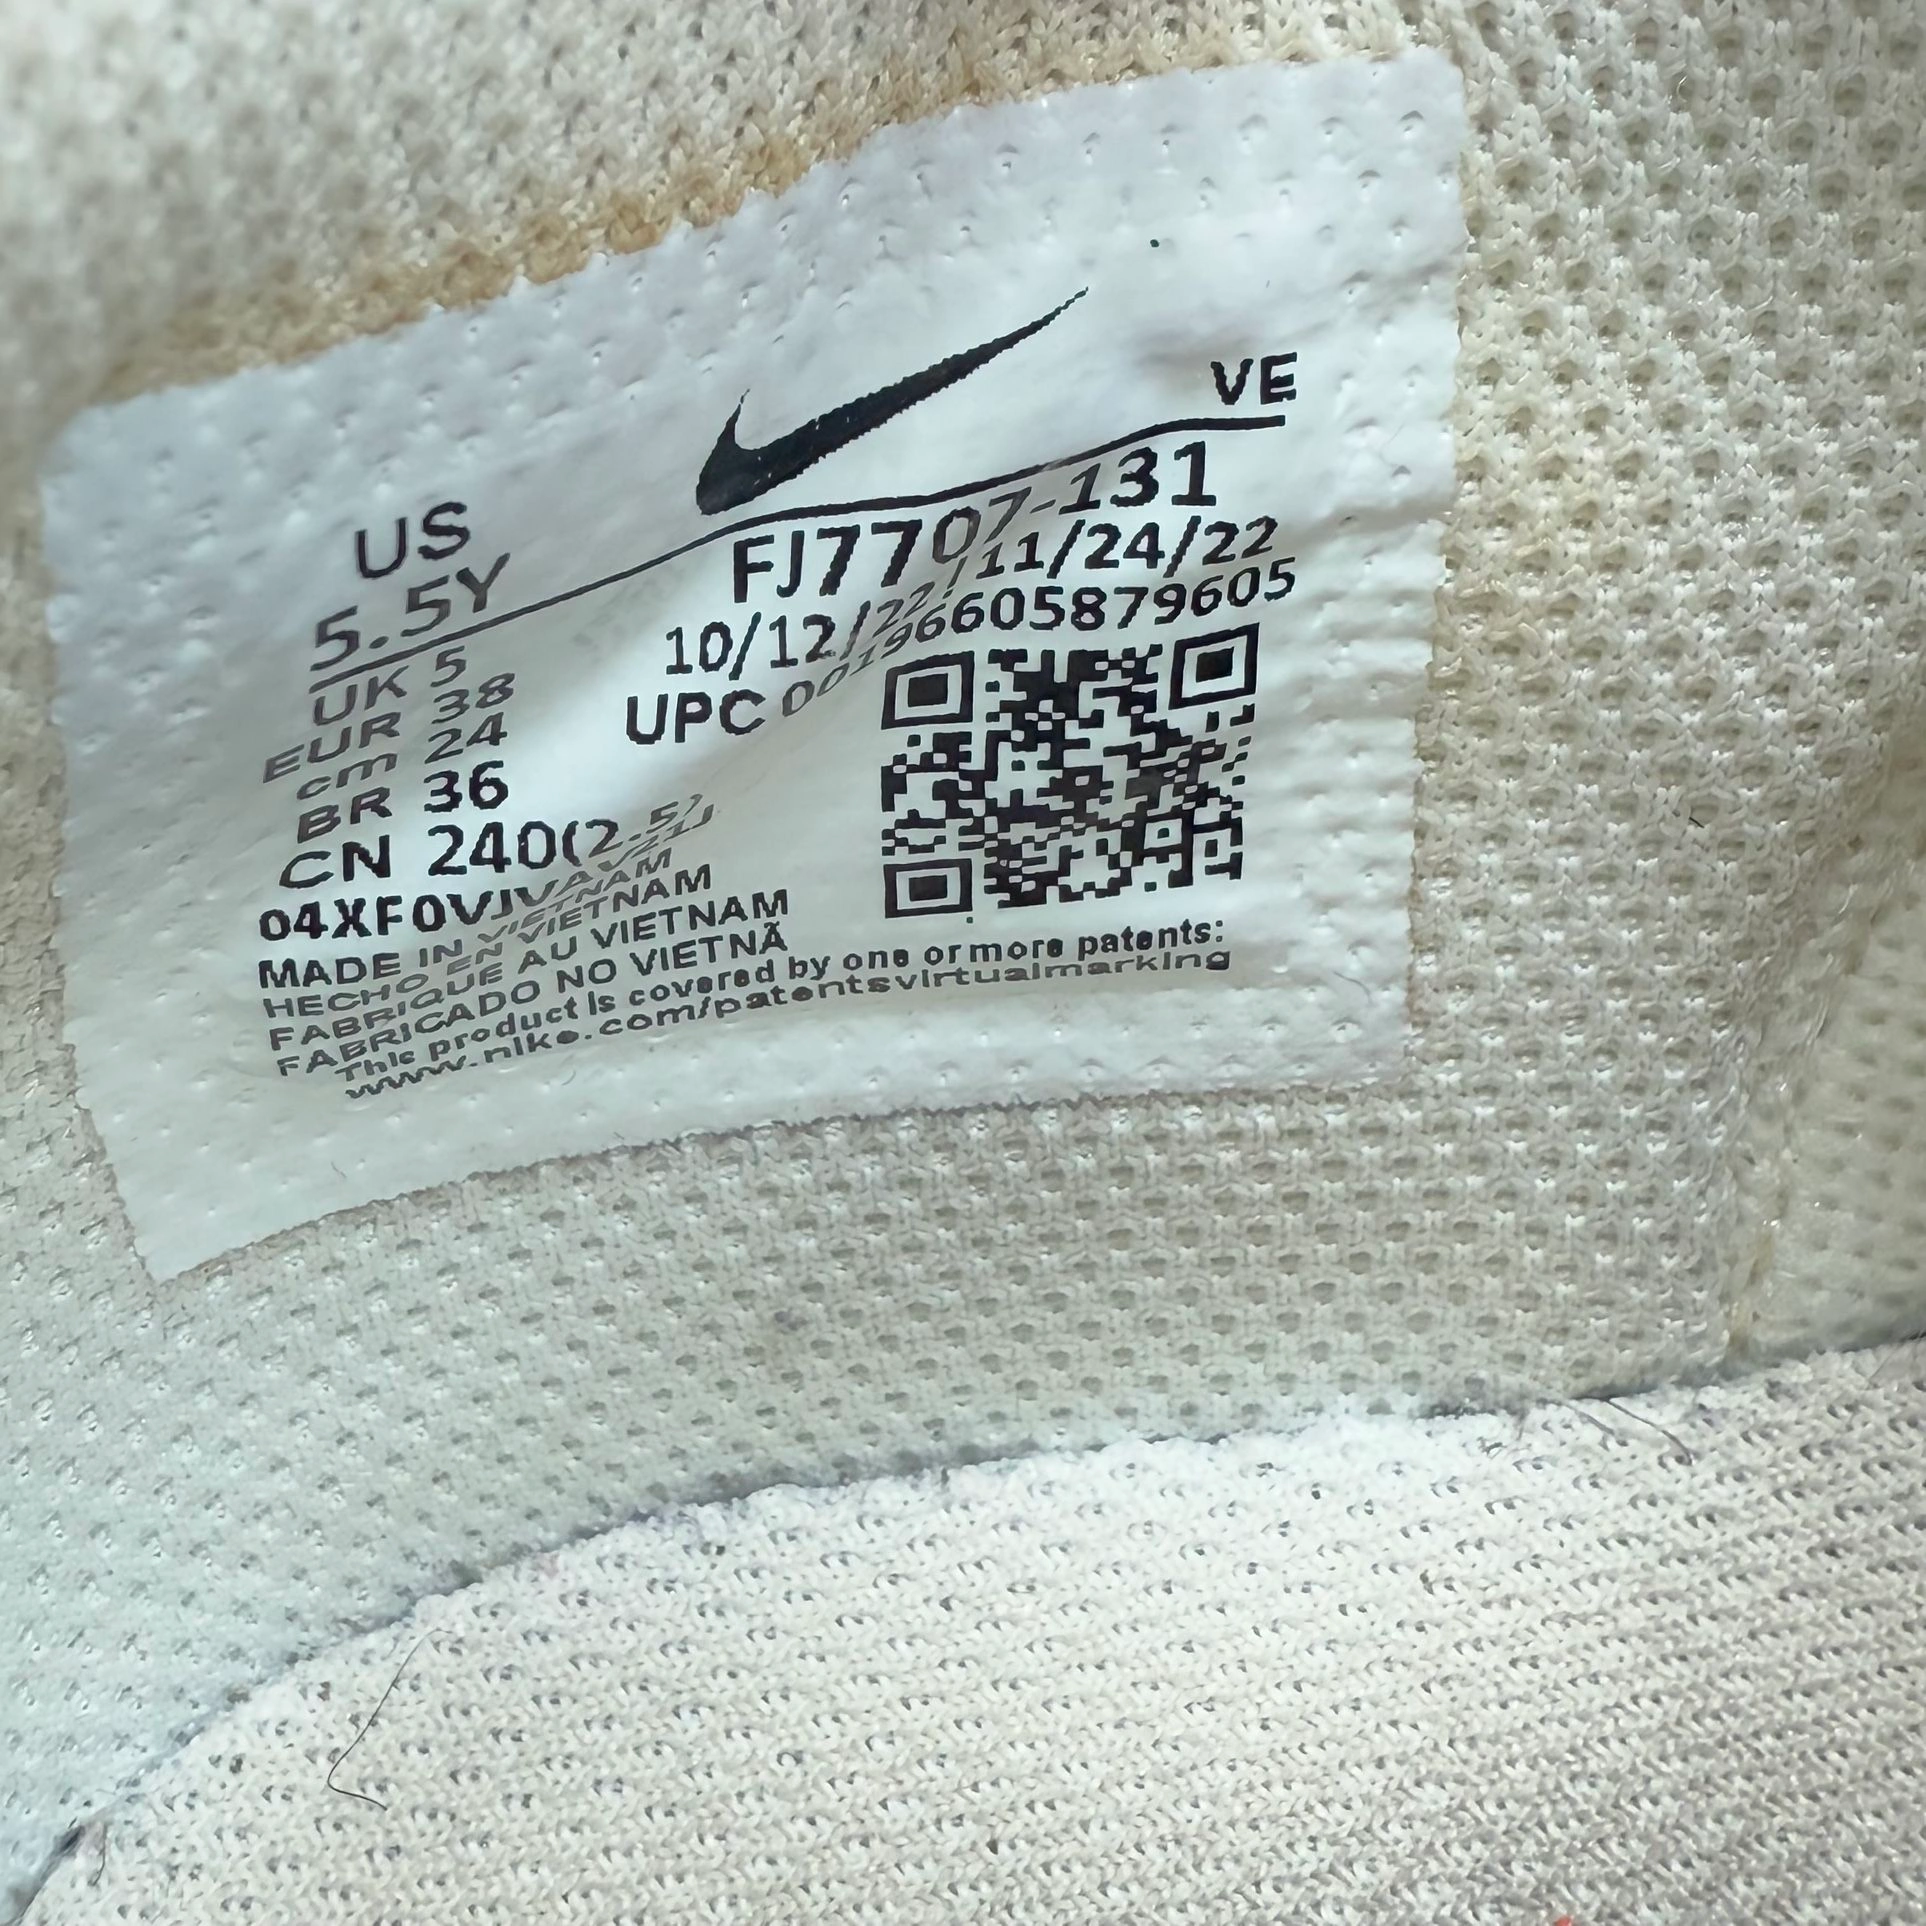 VE
US
5.5Y
UK 5
EUR 38
cm 24
BR 36
CN 240(2.5)
FJ7707-131
10/12/22 11/24/22
UPC 00196605879605
MADE IN VIETNAM
HECHO EN VIETNAM
FABRIQUE AU VIETNAM
FABRICADO NO VIETNÃ
This product is covered by one or more patents:
www.nike.com/patentsvirtualmarking